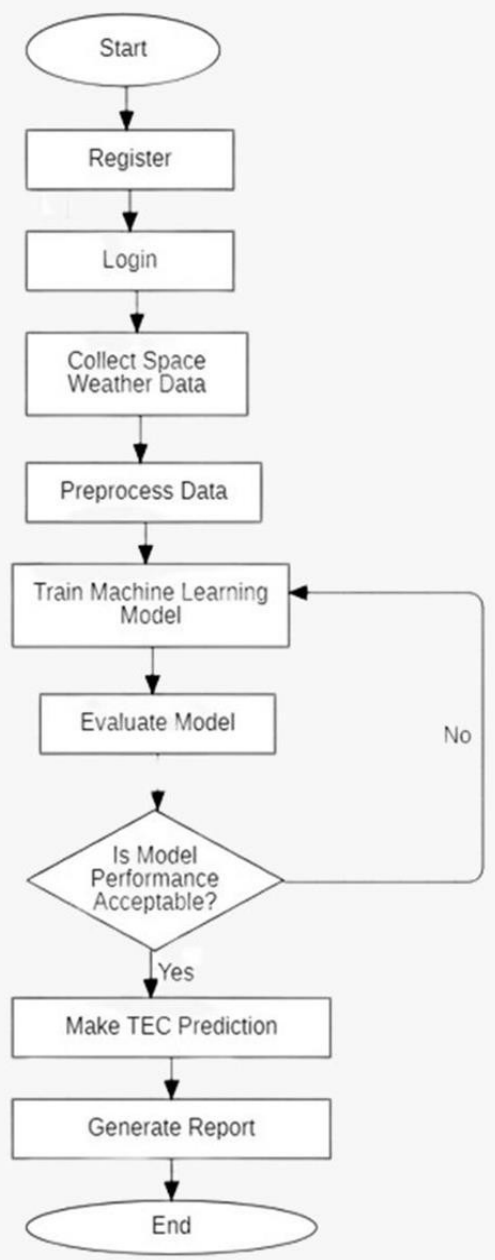 Start
Register
Login
Collect Space
Weather Data
Preprocess Data
Train Machine Learning
Model
Evaluate Model
No
Is Model
Performance
Acceptable?
Yes
Make TEC Prediction
Generate Report
End